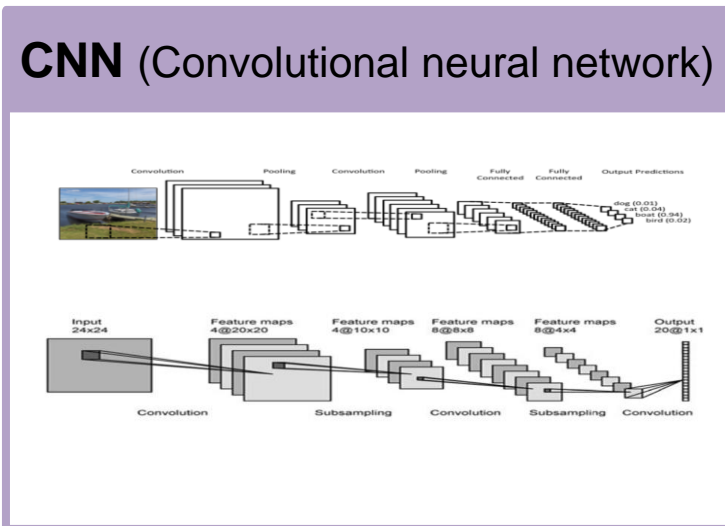 CNN (Convolutional neural network)
Convolution Pooling Convolution Pooling Fully Connected Fully Connected Output Predictions
dog (0.01)
cat (0.04)
boat (0.94)
bird (0.02)
Input 24x24 Feature maps 4@20x20 Feature maps 4@10x10 Feature maps 8@8x8 Feature maps 8@4x4 Output 20@1x1
Convolution Subsampling Convolution Subsampling Convolution